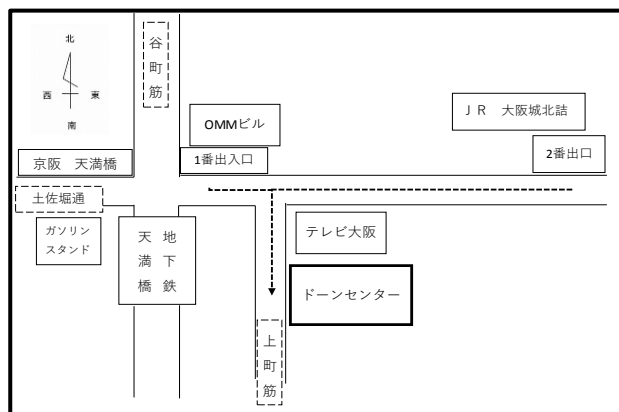 北
西 東
南
谷町筋
OMMビル
1番出入口
JR 大阪城北詰
2番出口
京阪 天満橋
土佐堀通
ガソリン
スタンド
地下鉄
天満橋
テレビ大阪
ドーンセンター
上町筋